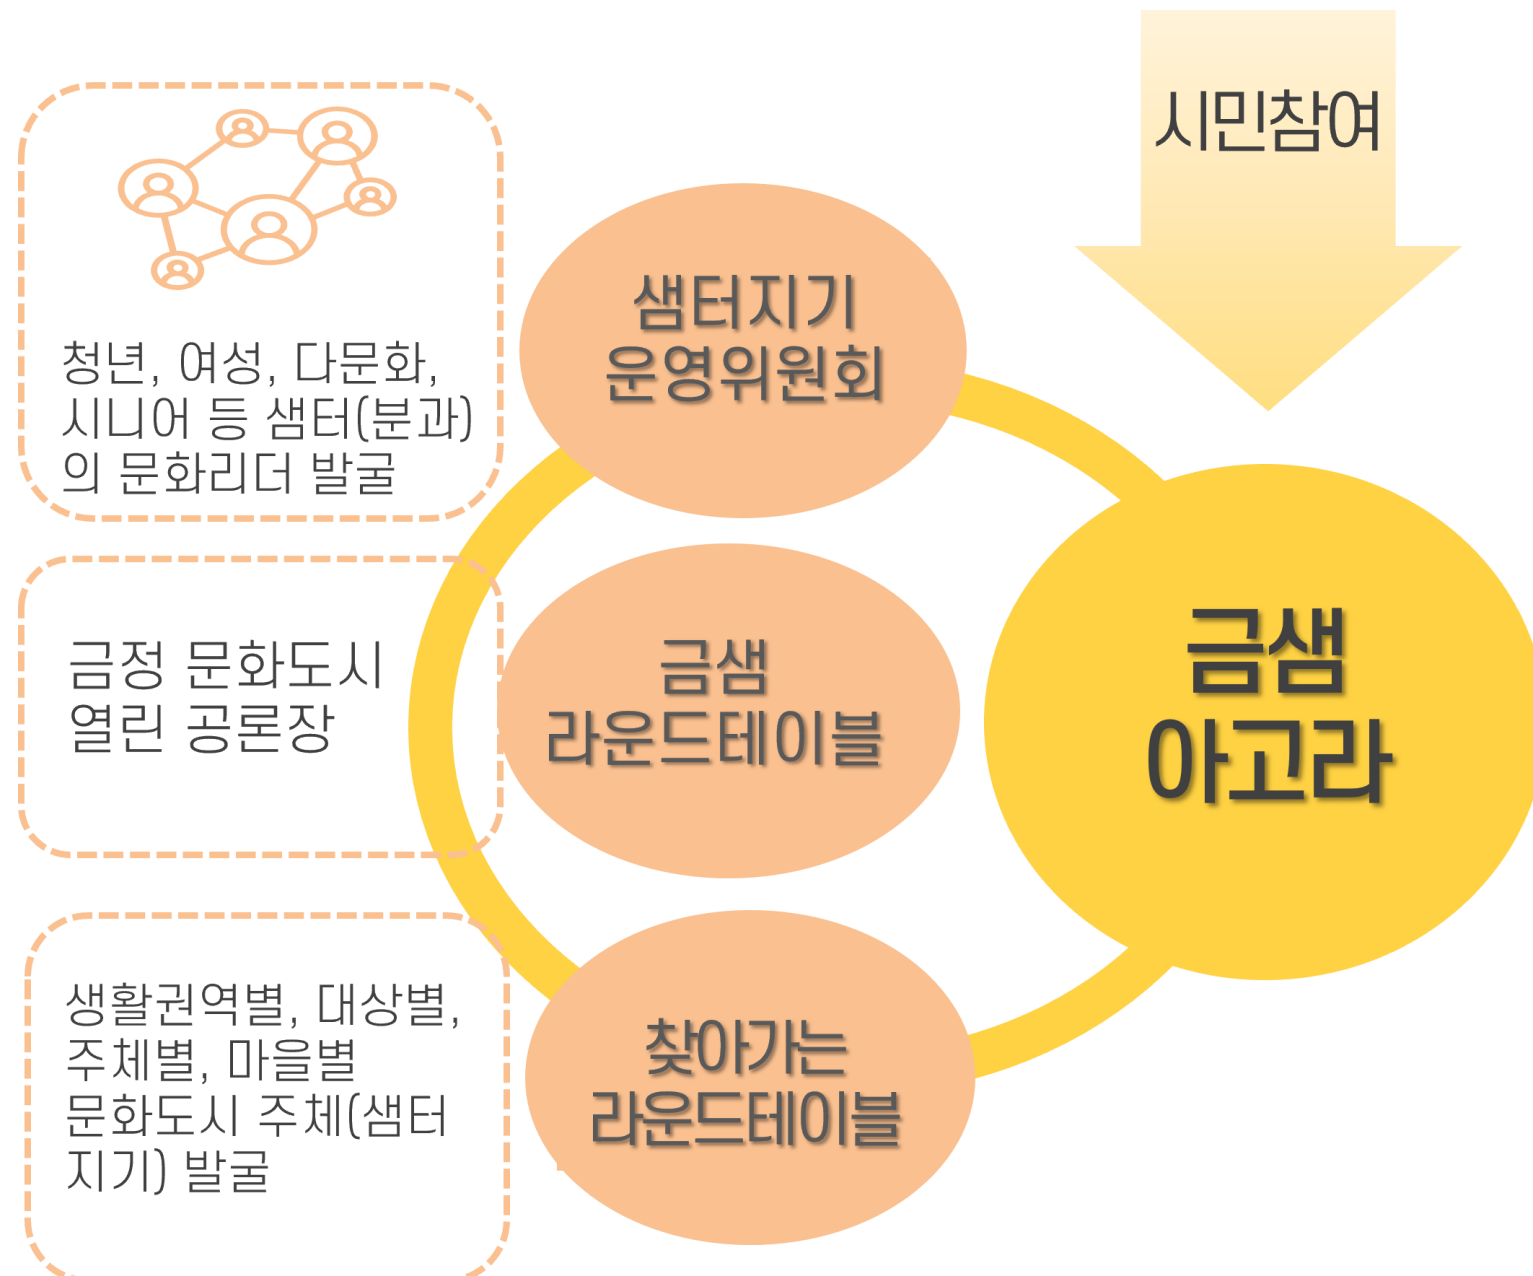 시민참여
청년, 여성, 다문화,
시니어 등 샘터(분과)
의 문화리더 발굴
샘터지기
운영위원회
금정 문화도시
열린 공론장
금샘
라운드테이블
금샘
아고라
생활권역별, 대상별,
주체별, 마을별
문화도시 주체(샘터
지기) 발굴
찾아가는
라운드테이블